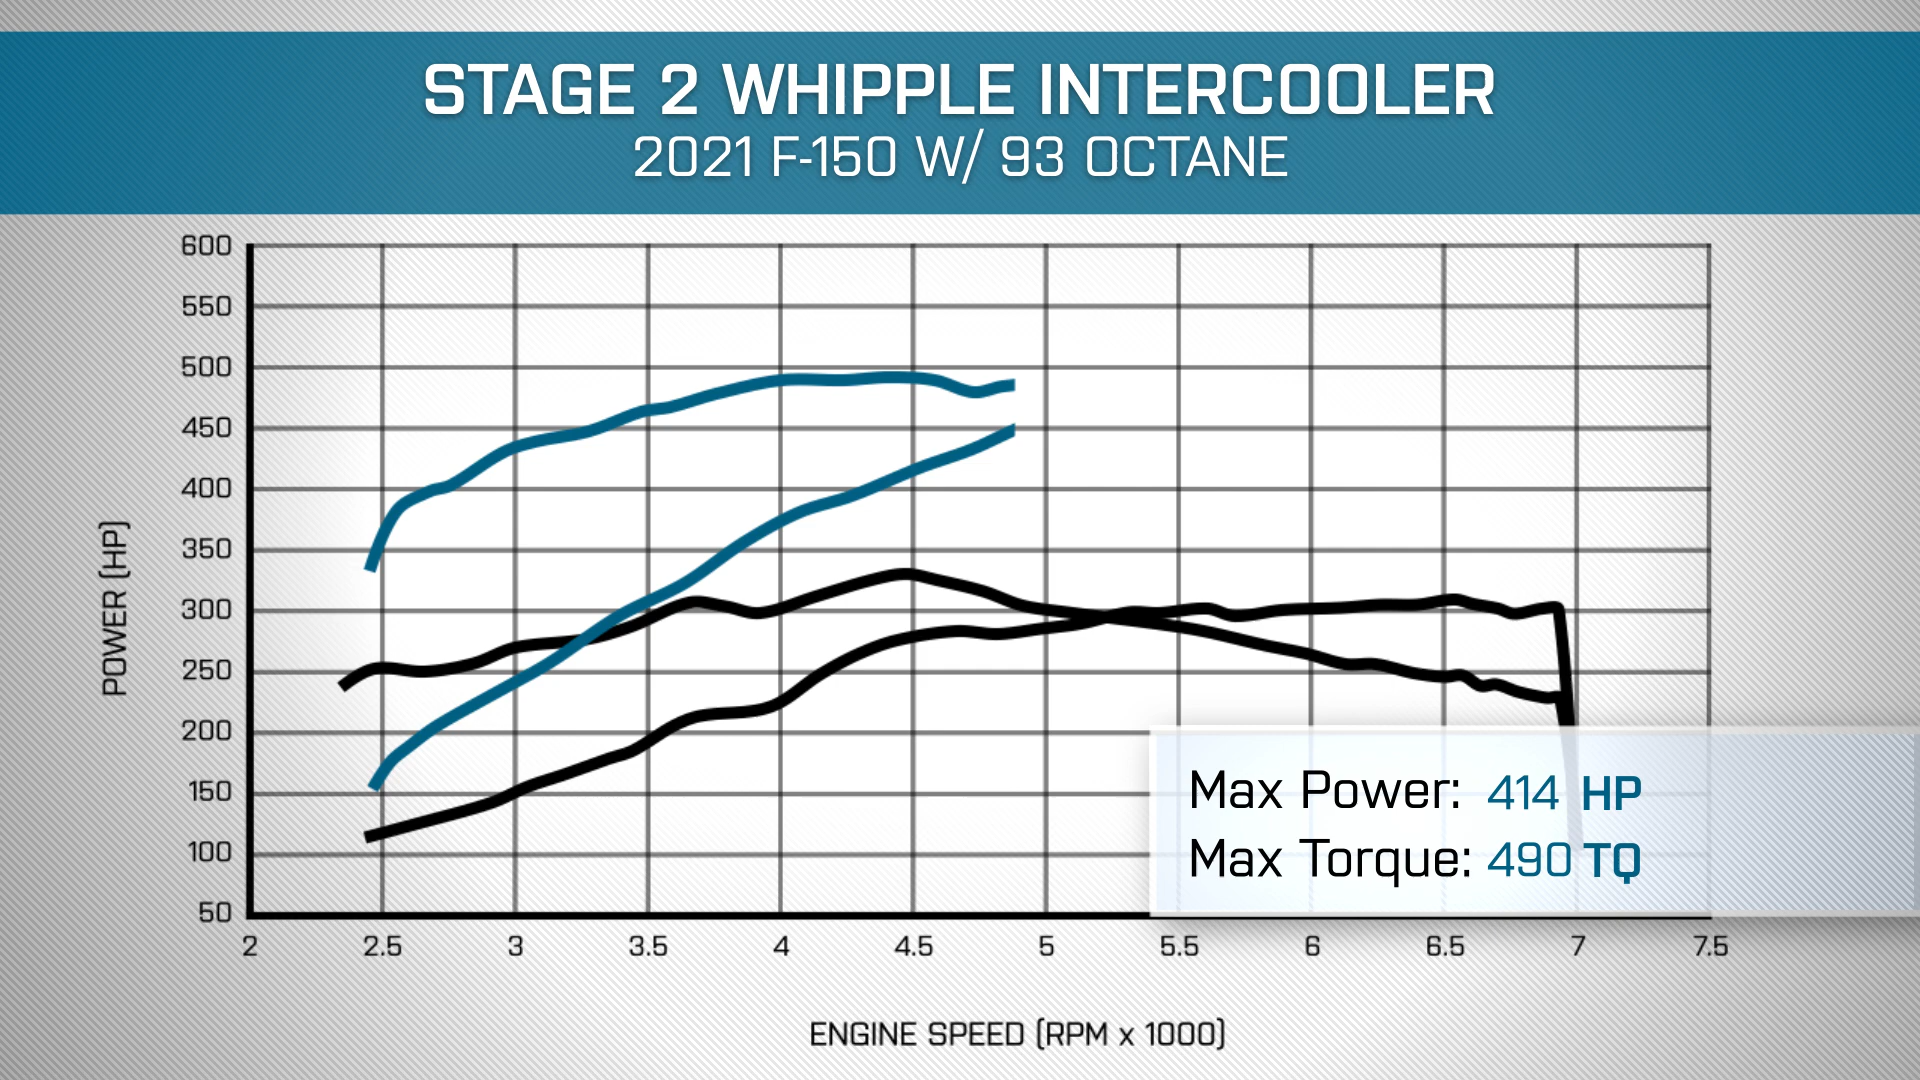 STAGE 2 WHIPPLE INTERCOOLER
2021 F-150 W/ 93 OCTANE
600
550
500
450
400
350
300
250
200
150
100
50
POWER (HP)
2 2.5 3 3.5 4 4.5 5 5.5 6 6.5 7 7.5
ENGINE SPEED (RPM x 1000)
Max Power: 414 HP
Max Torque: 490 TQ